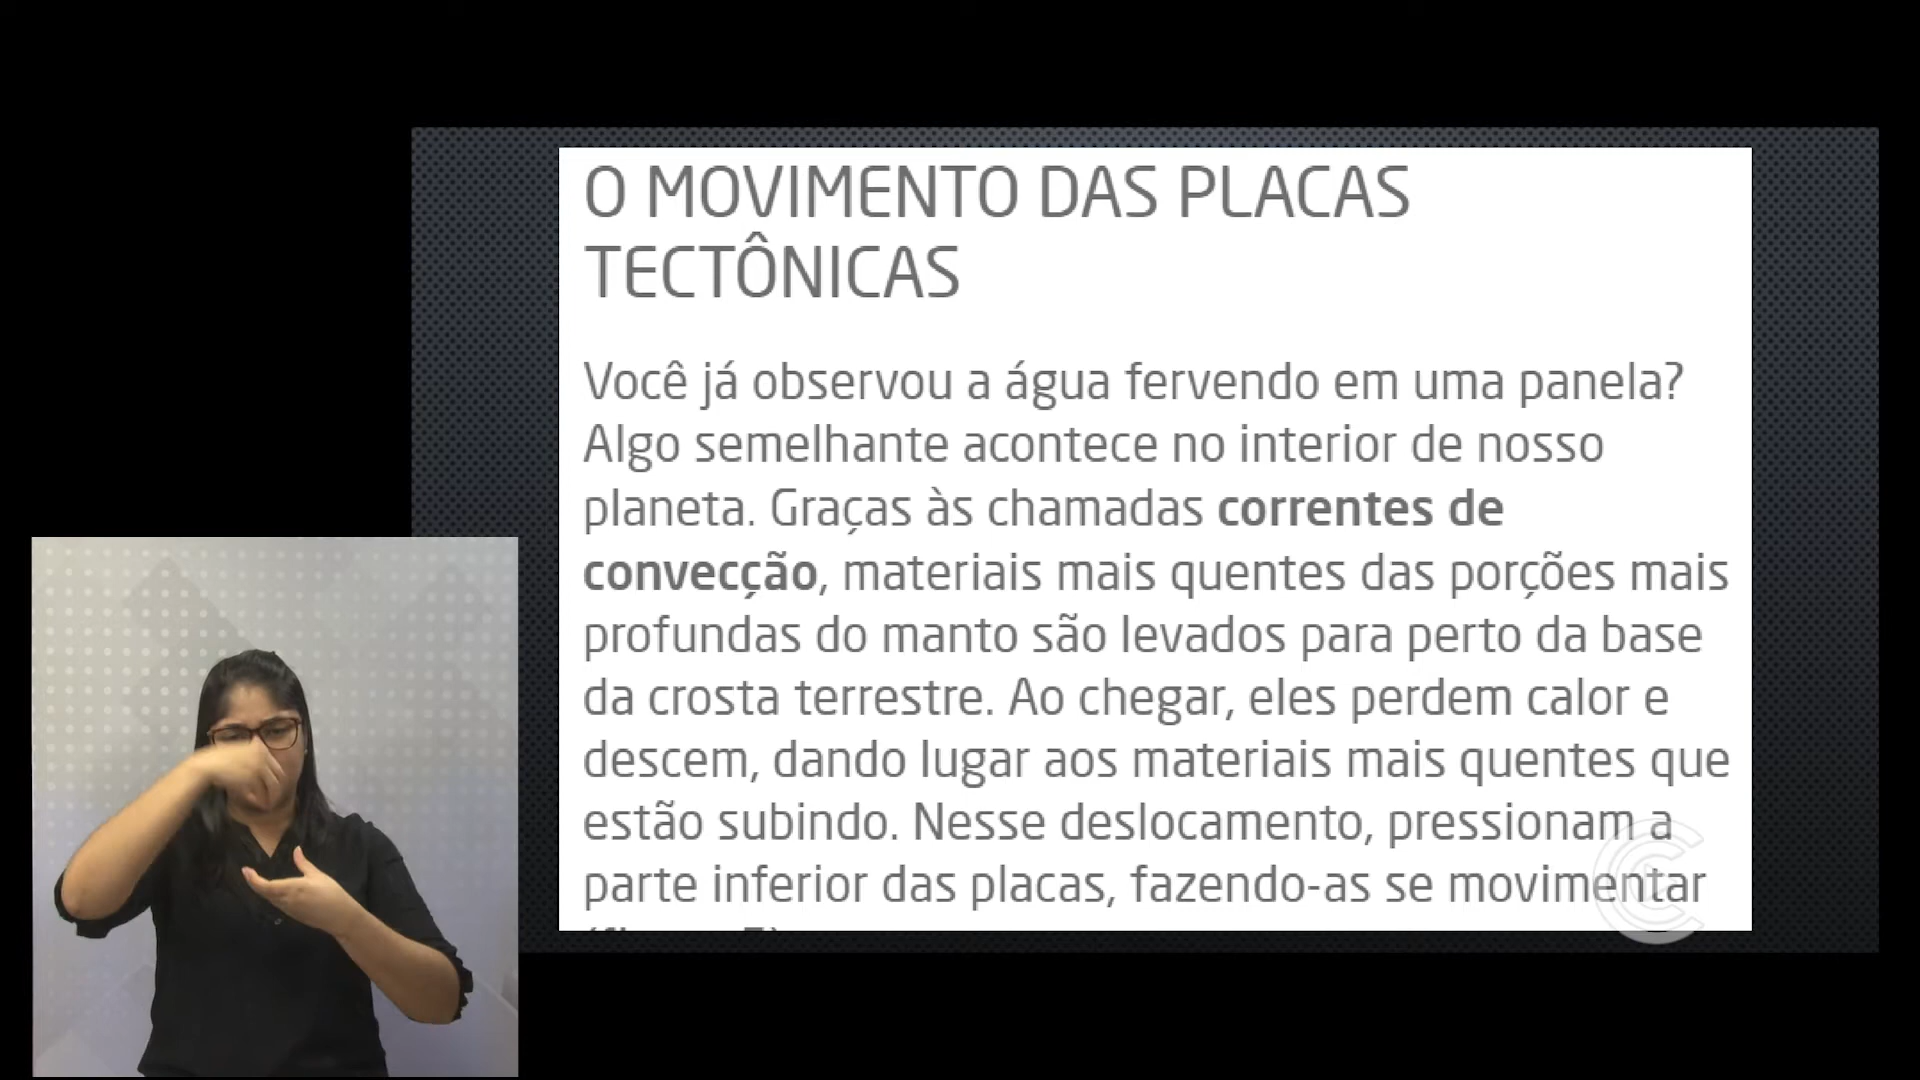 O MOVIMENTO DAS PLACAS
TECTÔNICAS
Você já observou a água fervendo em uma panela?
Algo semelhante acontece no interior de nosso
planeta. Graças às chamadas correntes de
convecção, materiais mais quentes das porções mais
profundas do manto são levados para perto da base
da crosta terrestre. Ao chegar, eles perdem calor e
descem, dando lugar aos materiais mais quentes que
estão subindo. Nesse deslocamento, pressionam a
parte inferior das placas, fazendo-as se movimentar